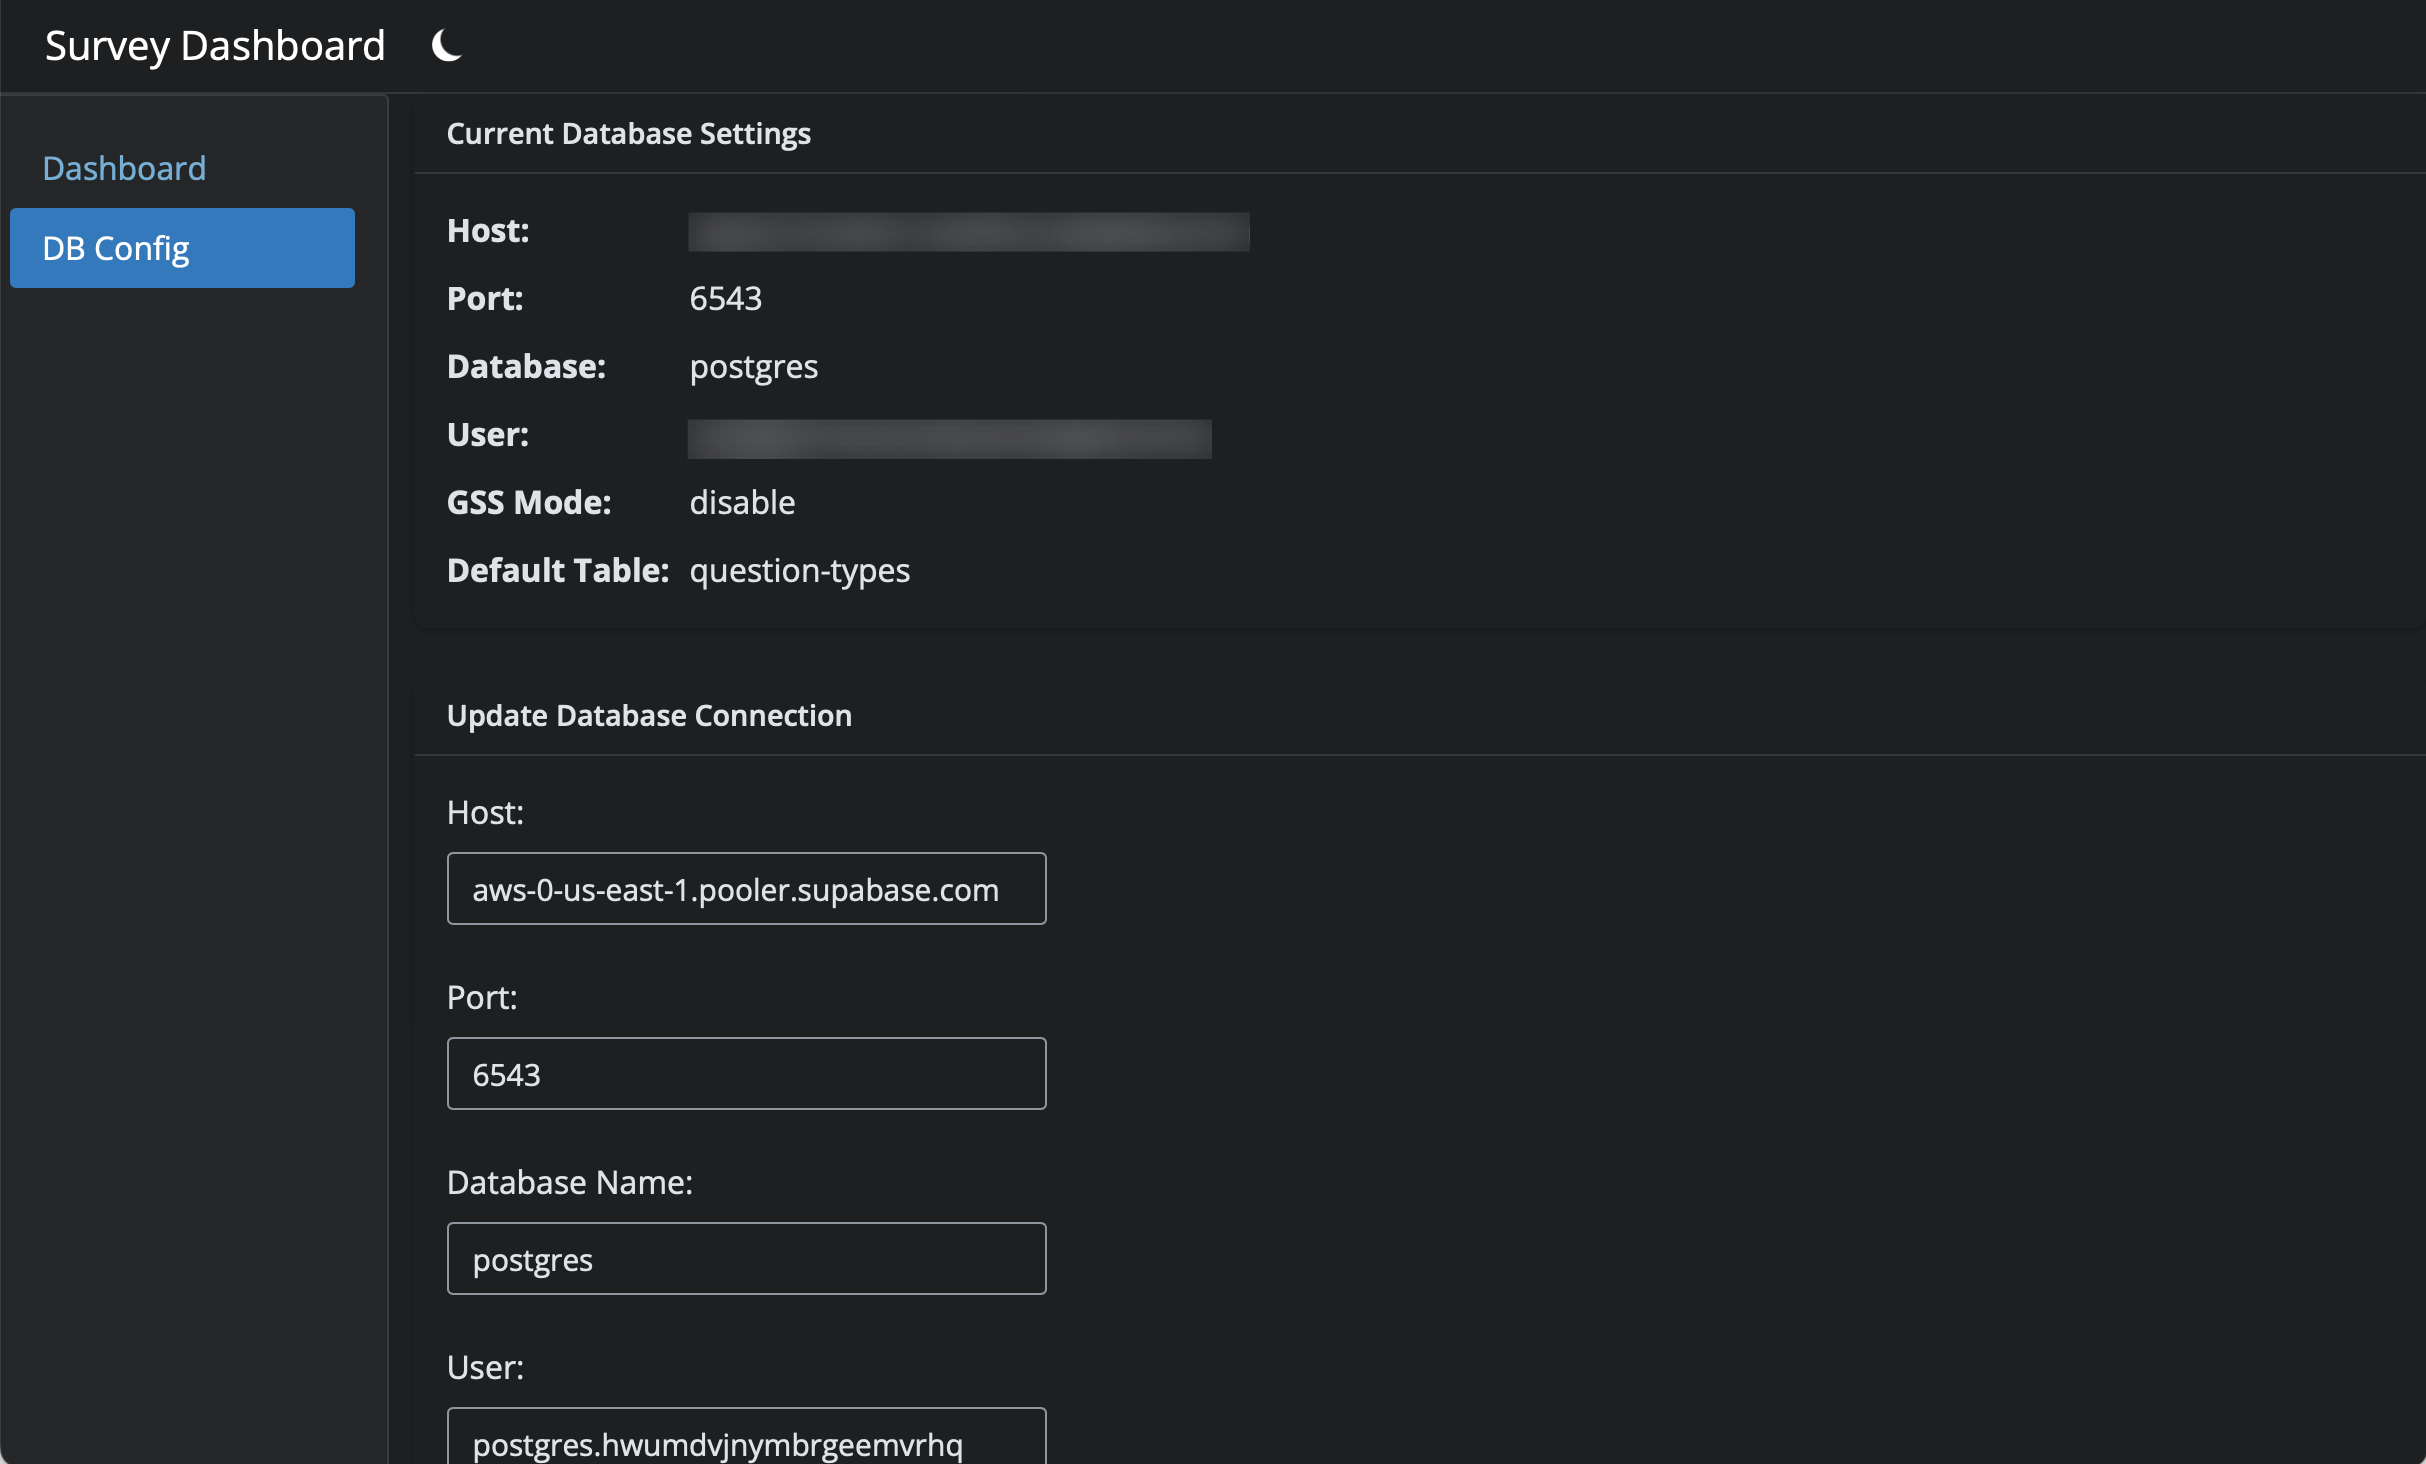 Survey Dashboard
Dashboard
DB Config
Current Database Settings
Host:
Port: 6543
Database: postgres
User:
GSS Mode: disable
Default Table: question-types
Update Database Connection
Host:
aws-0-us-east-1.pooler.supabase.com
Port:
6543
Database Name:
postgres
User:
postgres.hwumdvjnymbrgeemvrhq